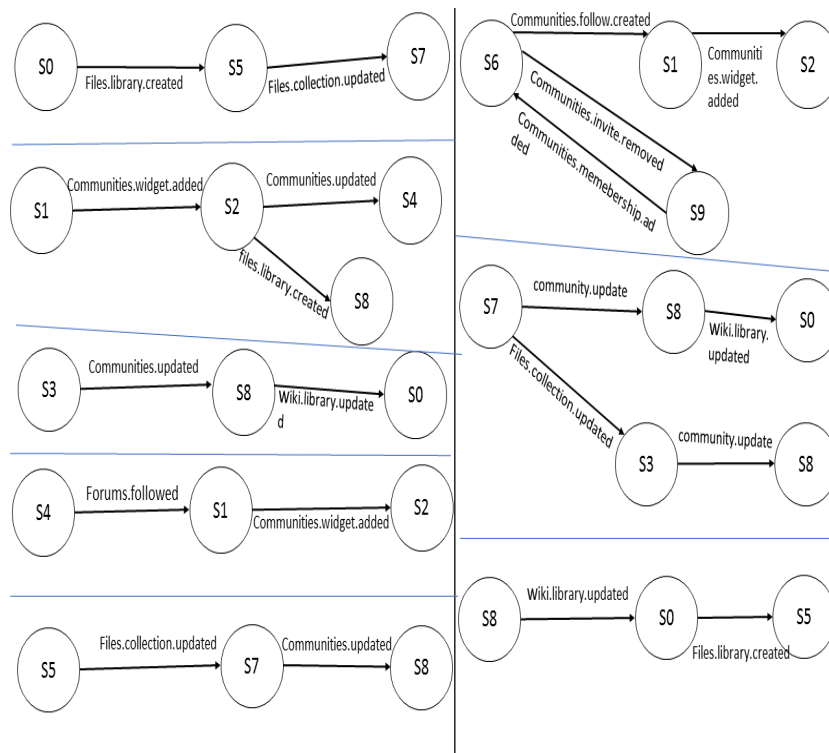 S0
Files.library.created
S5
Files.collection.updated
S7
S1
Communities.widget.added
S2
Communities.updated
S4
files.library.created
S8
S3
Communities.updated
S8
Wiki.library.update
d
S0
S4
Forums.followed
S1
Communities.widget.added
S2
S5
Files.collection.updated
S7
Communities.updated
S8
S6
Communities.follow.created
S1
Communiti
es.widget.
added
S2
Communities.invite.removed
Communities.memebership.ad
ded
S9
S7
community.update
S8
Wiki.library.
updated
S0
Files.collection.updated
S3
community.update
S8
S8
Wiki.library.updated
S0
Files.library.created
S5